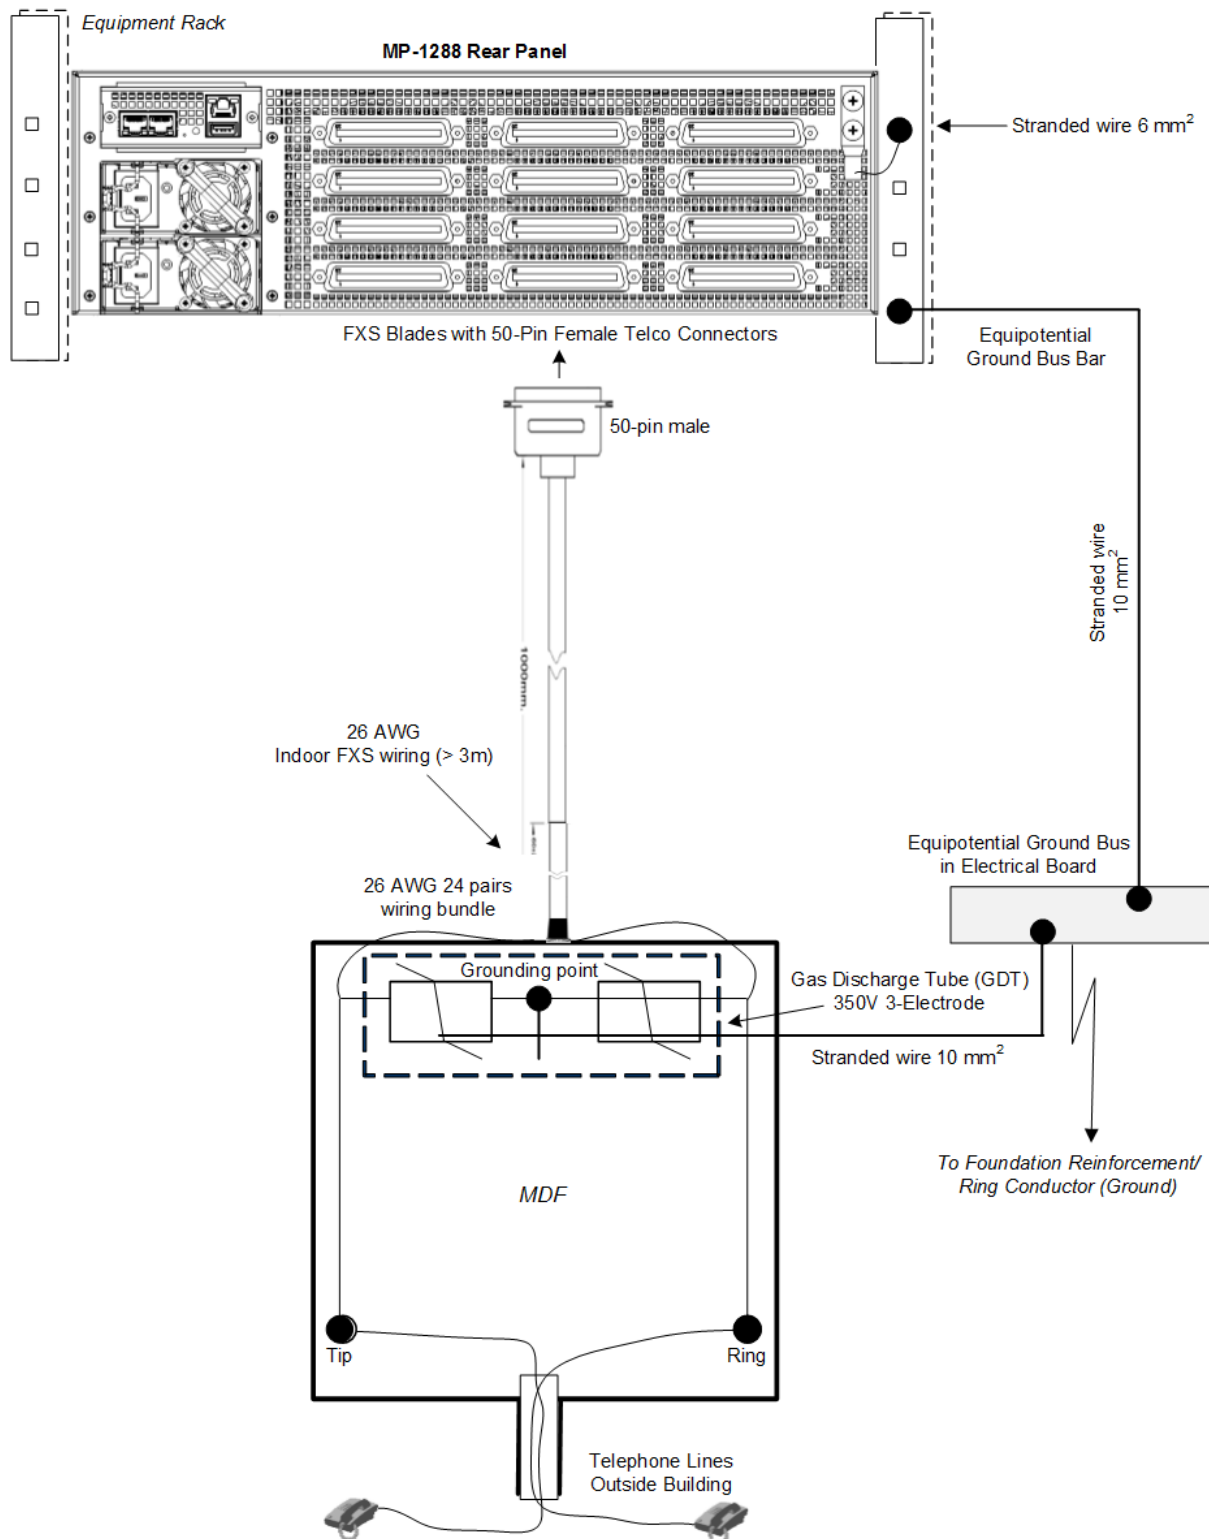 Equipment Rack
MP-1288 Rear Panel
Stranded wire 6 mm²
FXS Blades with 50-Pin Female Telco Connectors
Equipotential
Ground Bus Bar
50-pin male
Stranded wire
10 mm²
1000mm.
26 AWG
Indoor FXS wiring (> 3m)
Equipotential Ground Bus
in Electrical Board
26 AWG 24 pairs
wiring bundle
Grounding point
Gas Discharge Tube (GDT)
350V 3-Electrode
Stranded wire 10 mm²
To Foundation Reinforcement/
Ring Conductor (Ground)
MDF
Tip
Ring
Telephone Lines
Outside Building